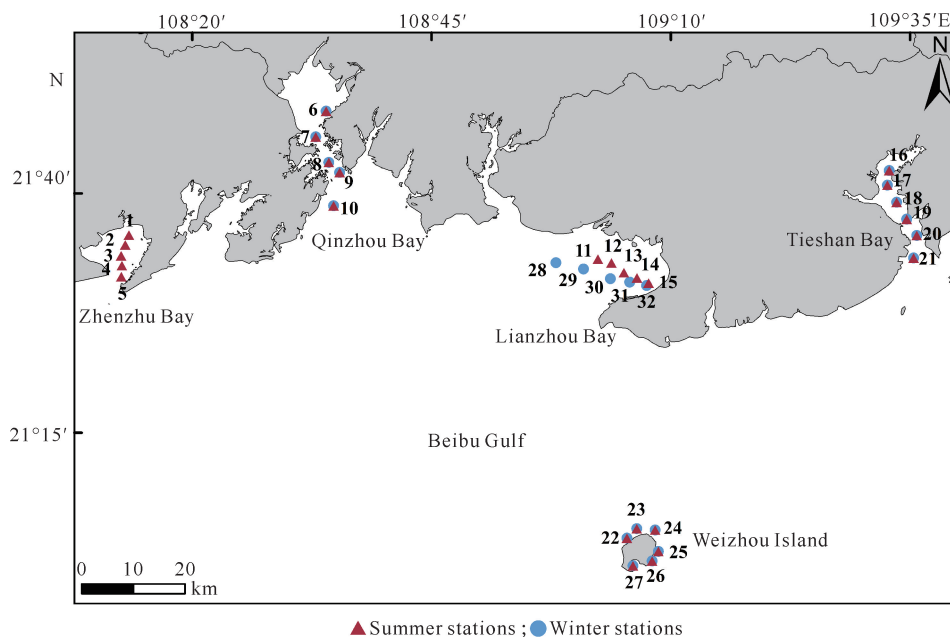 108°20′ 108°45′ 109°10′ 109°35′E
N
N
6
7
8
9
10
16
17
18
19
20
21
21°40′
1
2
3
4
5
Qinzhou Bay
Tieshan Bay
11 12 13 14 15
28 29 30 31 32
Zhenzhu Bay
Lianzhou Bay
21°15′
Beibu Gulf
23
24
22
25
26
27
Weizhou Island
0 10 20
km
Summer stations ; Winter stations